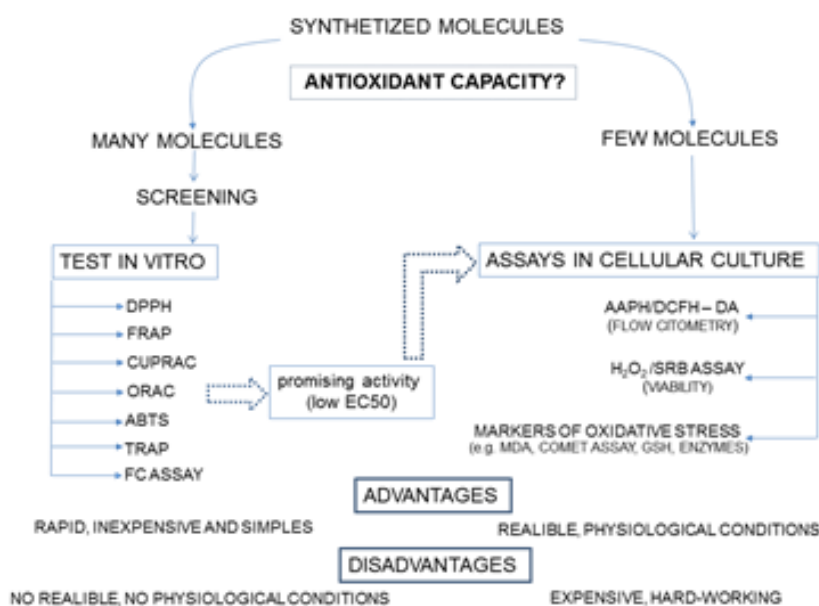 SYNTHETIZED MOLECULES
ANTIOXIDANT CAPACITY?
MANY MOLECULES
FEW MOLECULES
SCREENING
TEST IN VITRO
ASSAYS IN CELLULAR CULTURE
DPPH
FRAP
CUPRAC
ORAC
ABTS
TRAP
FC ASSAY
promising activity
(low EC50)
AAPH/DCFH – DA
(FLOW CITOMETRY)
H₂O₂/SRB ASSAY
(VIABILITY)
MARKERS OF OXIDATIVE STRESS
(e.g. MDA, COMET ASSAY, GSH, ENZYMES)
ADVANTAGES
RAPID, INEXPENSIVE AND SIMPLES
REALIBLE, PHYSIOLOGICAL CONDITIONS
DISADVANTAGES
NO REALIBLE, NO PHYSIOLOGICAL CONDITIONS
EXPENSIVE, HARD-WORKING